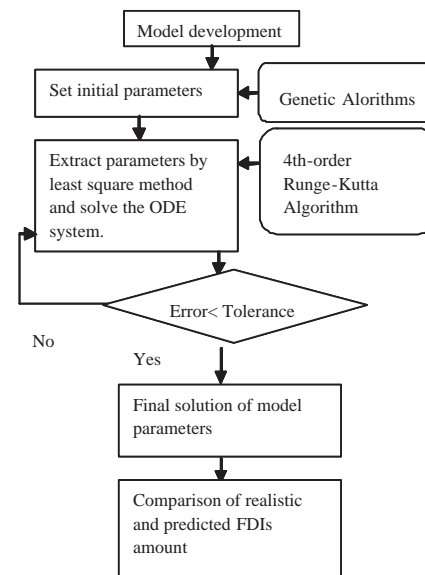 Model development
Set initial parameters
Genetic Alorithms
Extract parameters by
least square method
and solve the ODE
system.
4th-order
Runge-Kutta
Algorithm
Error< Tolerance
No
Yes
Final solution of model
parameters
Comparison of realistic
and predicted FDIs
amount